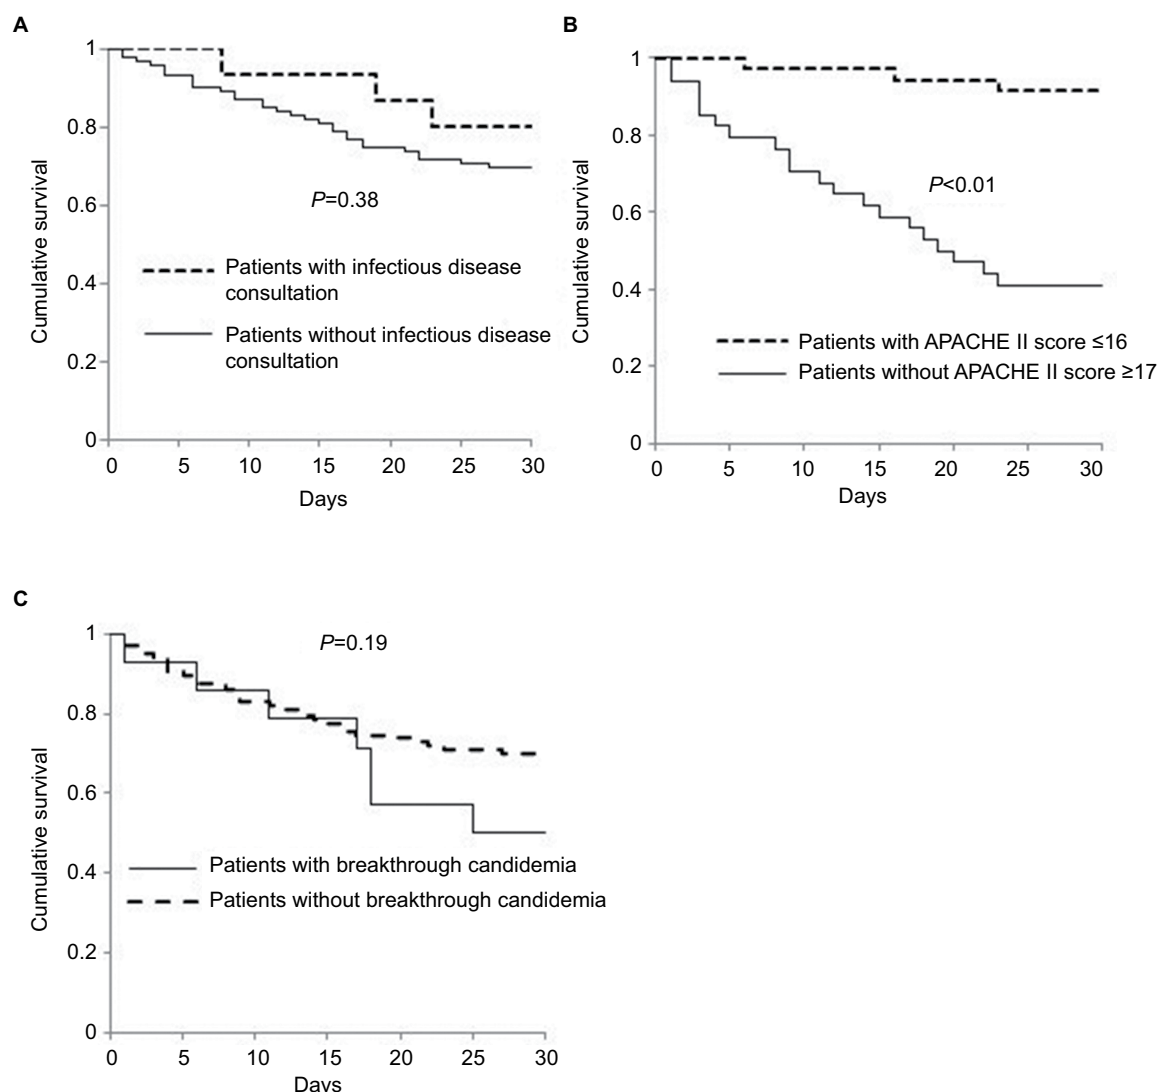 A
Cumulative survival
1
0.8
0.6
0.4
0.2
0
P=0.38
Patients with infectious disease
consultation
Patients without infectious disease
consultation
0 5 10 15 20 25 30
Days
B
Cumulative survival
1
0.8
0.6
0.4
0.2
0
P<0.01
Patients with APACHE II score ≤16
Patients without APACHE II score ≥17
0 5 10 15 20 25 30
Days
C
Cumulative survival
1
0.8
0.6
0.4
0.2
0
P=0.19
Patients with breakthrough candidemia
Patients without breakthrough candidemia
0 5 10 15 20 25 30
Days